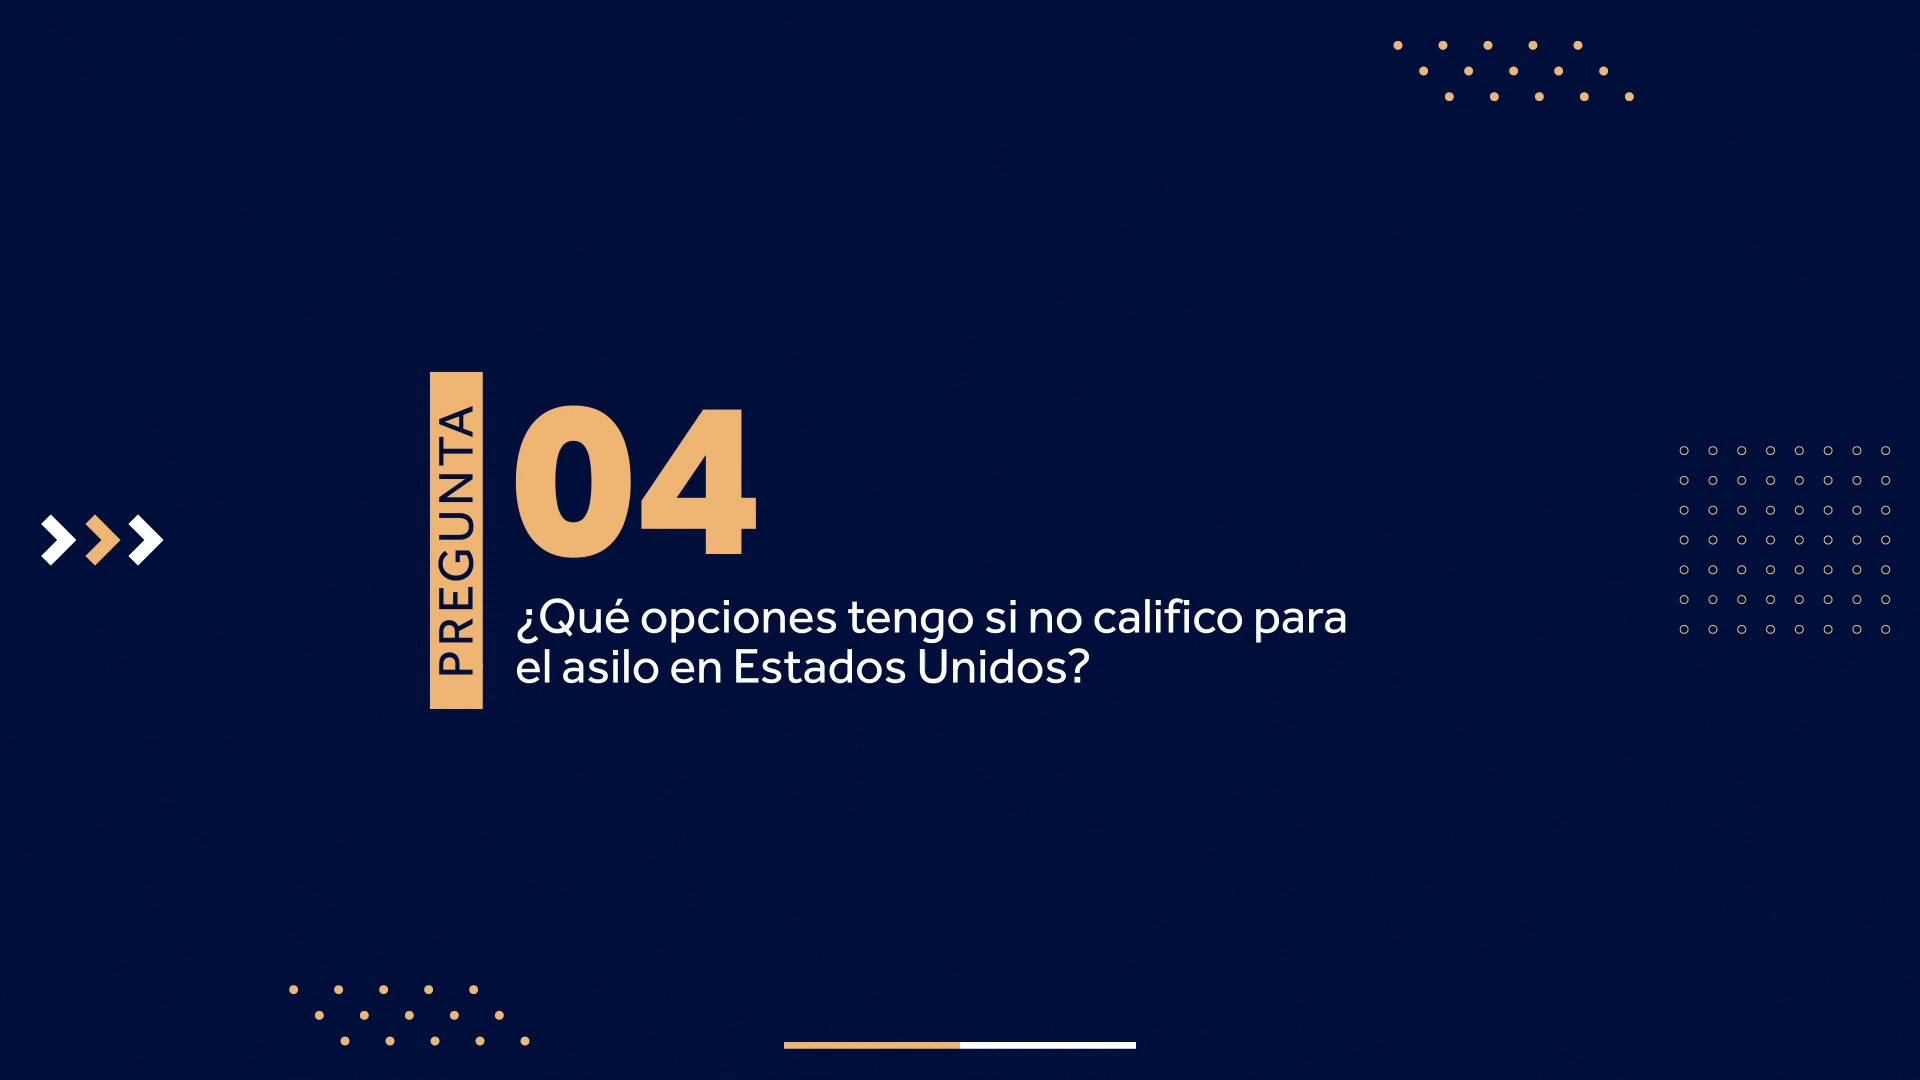 PREGUNTA
04
¿Qué opciones tengo si no califico para
el asilo en Estados Unidos?